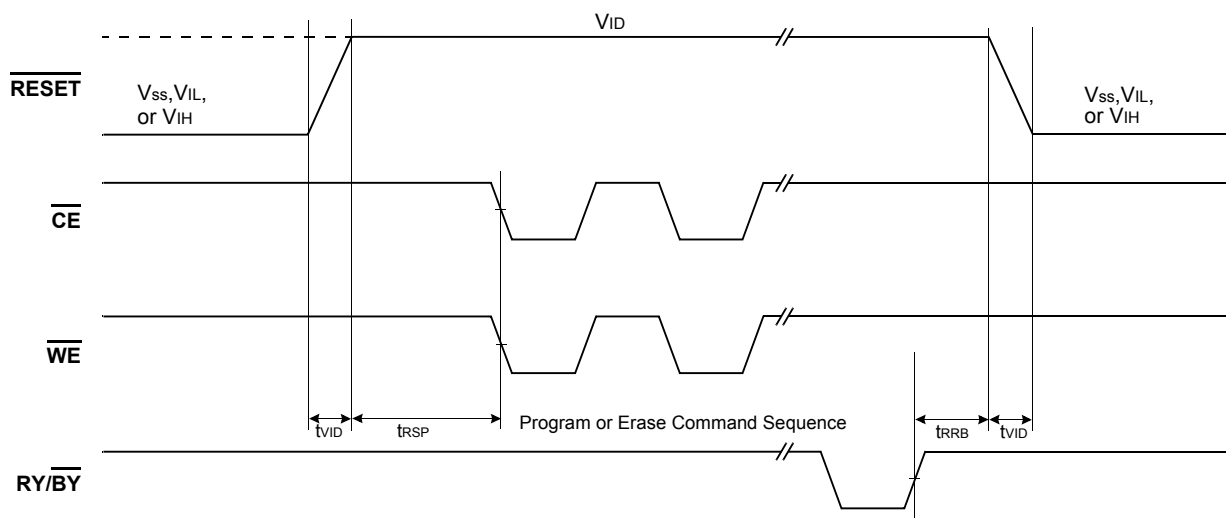 VID
RESET
Vss,VIL,
or VIH
Vss,VIL,
or VIH
CE
WE
tVID
tRSP
Program or Erase Command Sequence
tRRB
tVID
RY/BY